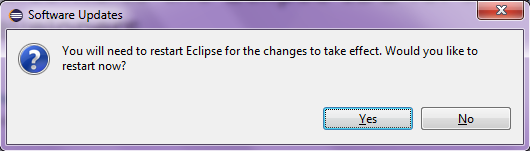 Software Updates
You will need to restart Eclipse for the changes to take effect. Would you like to
restart now?
Yes
No